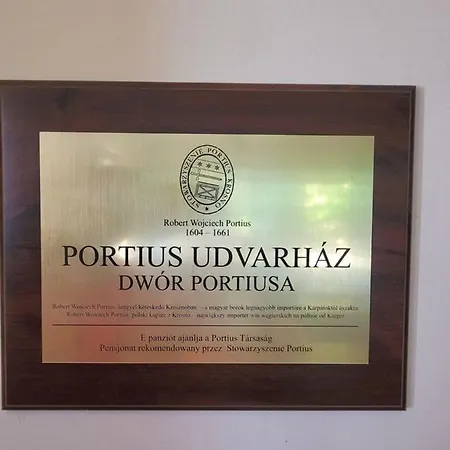 STOWARZYSZENIE PORTIUS KROSNO
Robert Wojciech Portius
1604 – 1661
PORTIUS UDVARHÁZ
DWÓR PORTIUSA
Robert Wojciech Portius, lengyel kereskedő Krosnoban – a magyar borok legnagyobb importőre a Kárpátoktól északra
Robert Wojciech Portius, polski kupiec z Krosna – największy importer win węgierskich na północ od Karpat
E panziót ajánlja a Portius Társaság
Pensjonat rekomendowany przez Stowarzyszenie Portius